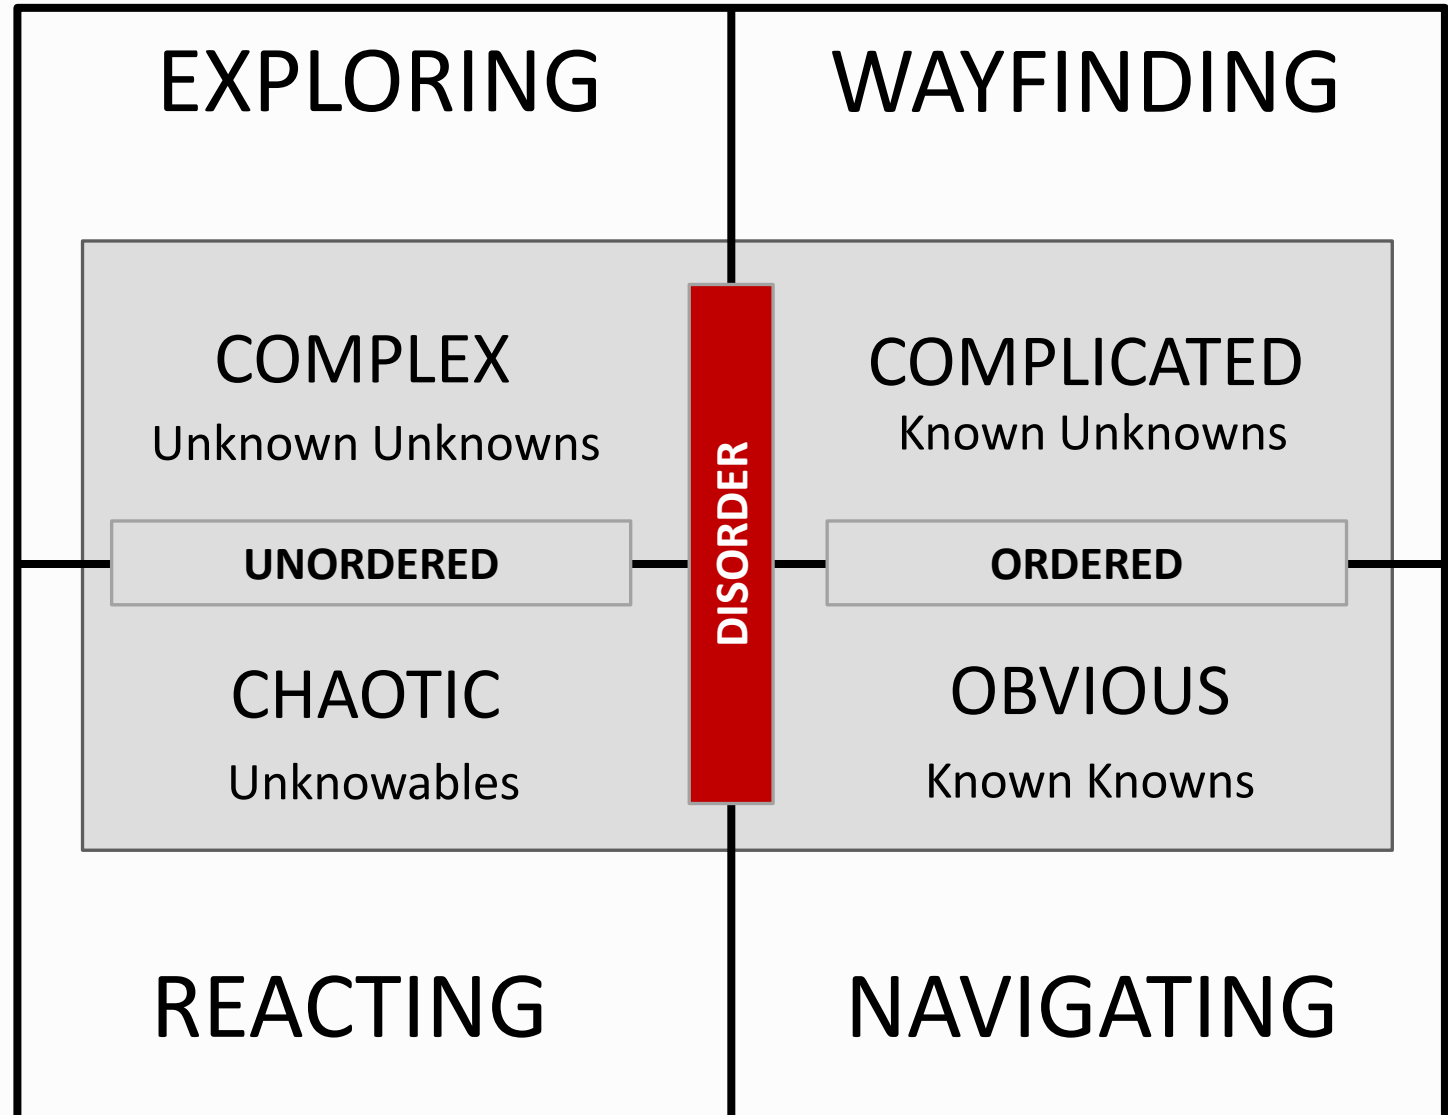 EXPLORING
WAYFINDING
COMPLEX
Unknown Unknowns
COMPLICATED
Known Unknowns
UNORDERED
DISORDER
ORDERED
CHAOTIC
Unknowables
OBVIOUS
Known Knowns
REACTING
NAVIGATING